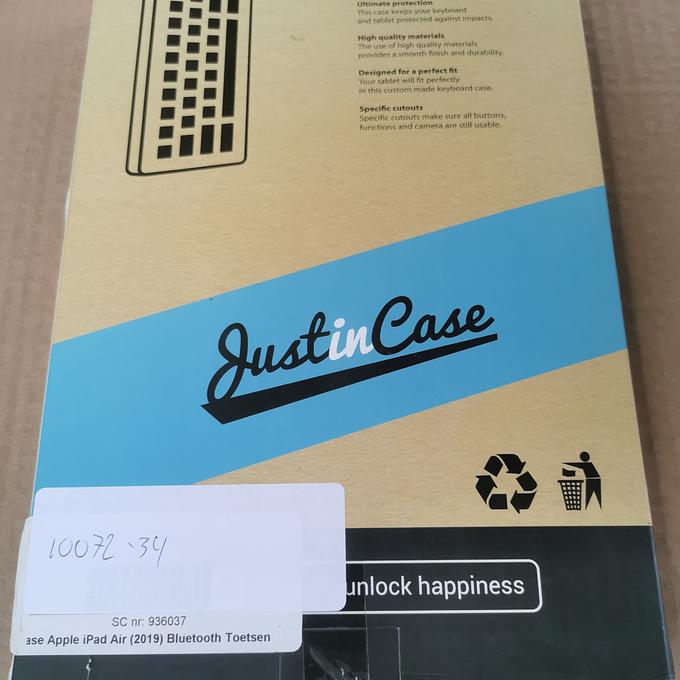 Ultimate protection
This case keeps your keyboard
and tablet protected against impacts.
High quality materials
The use of high quality materials
provides a smooth finish and durability.
Designed for a perfect fit
Your tablet will fit perfectly
in this custom made keyboard case.
Specific cutouts
Specific cutouts make sure all buttons,
functions and camera are still usable.
JustinCase
10072-34
unlock happiness
SC nr: 936037
ase Apple iPad Air (2019) Bluetooth Toetsen